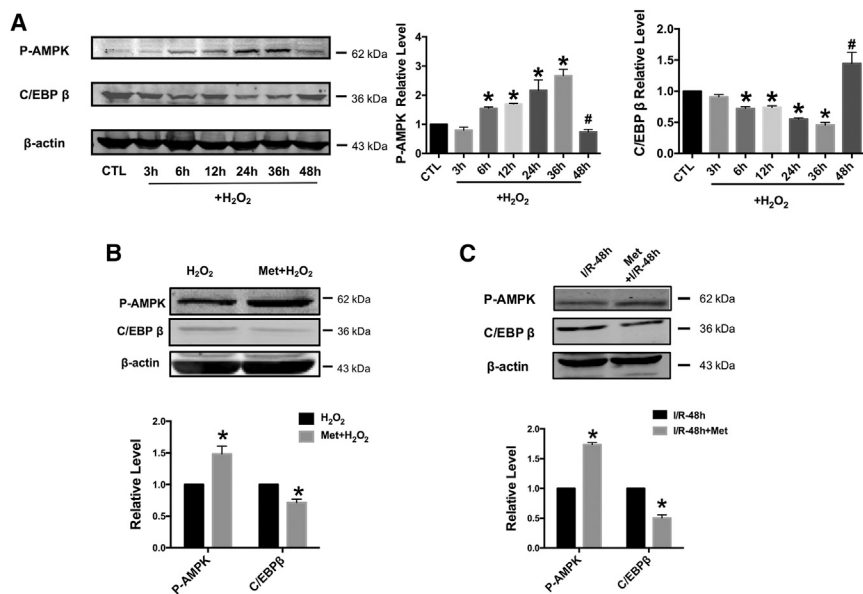 A
P-AMPK
62 kDa
C/EBP β
36 kDa
β-actin
43 kDa
CTL 3h 6h 12h 24h 36h 48h
+H₂O₂
P-AMPK Relative Level
4
3
2
1
0
* * * * #
CTL 3h 6h 12h 24h 36h 48h
+H₂O₂
C/EBP β Relative Level
2.0
1.5
1.0
0.5
0.0
* * * * #
CTL 3h 6h 12h 24h 36h 48h
+H₂O₂
B
H₂O₂ Met+H₂O₂
P-AMPK
62 kDa
C/EBP β
36 kDa
β-actin
43 kDa
H₂O₂
Met+H₂O₂
Relative Level
2.0
1.5
1.0
0.5
0.0
* *
P-AMPK C/EBPβ
C
I/R-48h
Met
+I/R-48h
P-AMPK
62 kDa
C/EBP β
36 kDa
β-actin
43 kDa
I/R-48h
I/R-48h+Met
Relative Level
2.0
1.5
1.0
0.5
0.0
* *
P-AMPK C/EBPβ